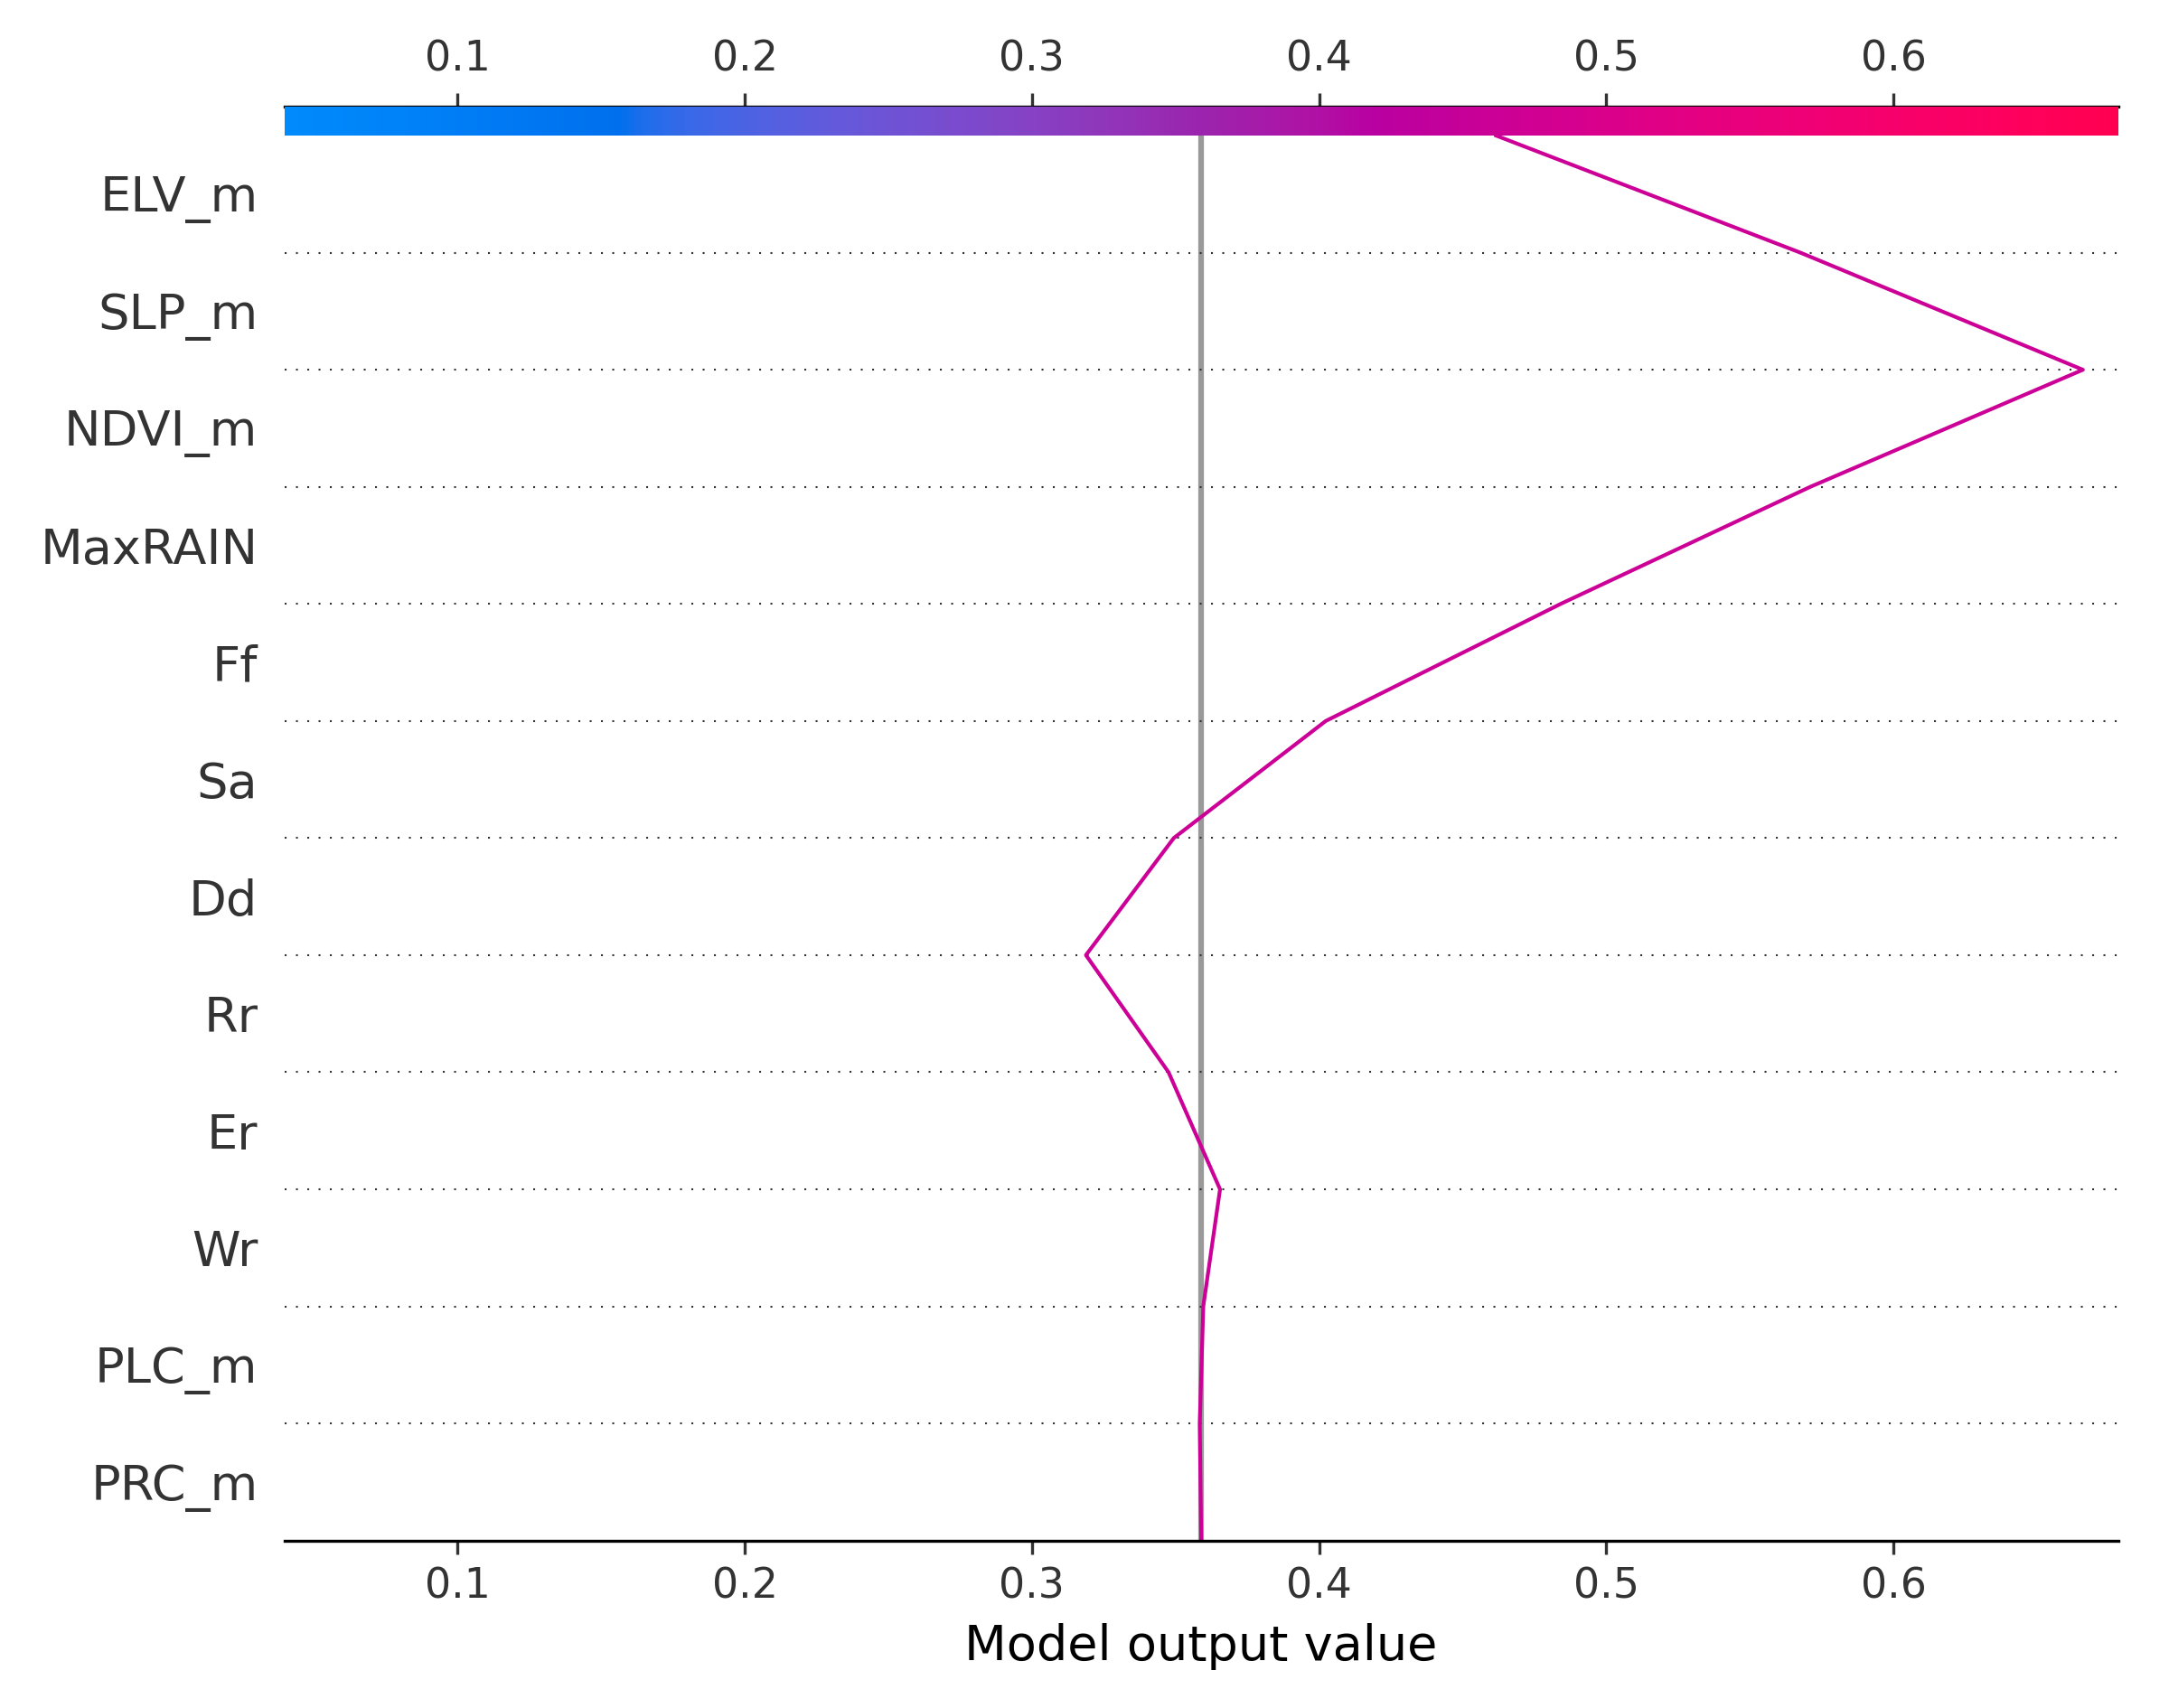 0.1 0.2 0.3 0.4 0.5 0.6
ELV_m
SLP_m
NDVI_m
MaxRAIN
Ff
Sa
Dd
Rr
Er
Wr
PLC_m
PRC_m
0.1 0.2 0.3 0.4 0.5 0.6
Model output value